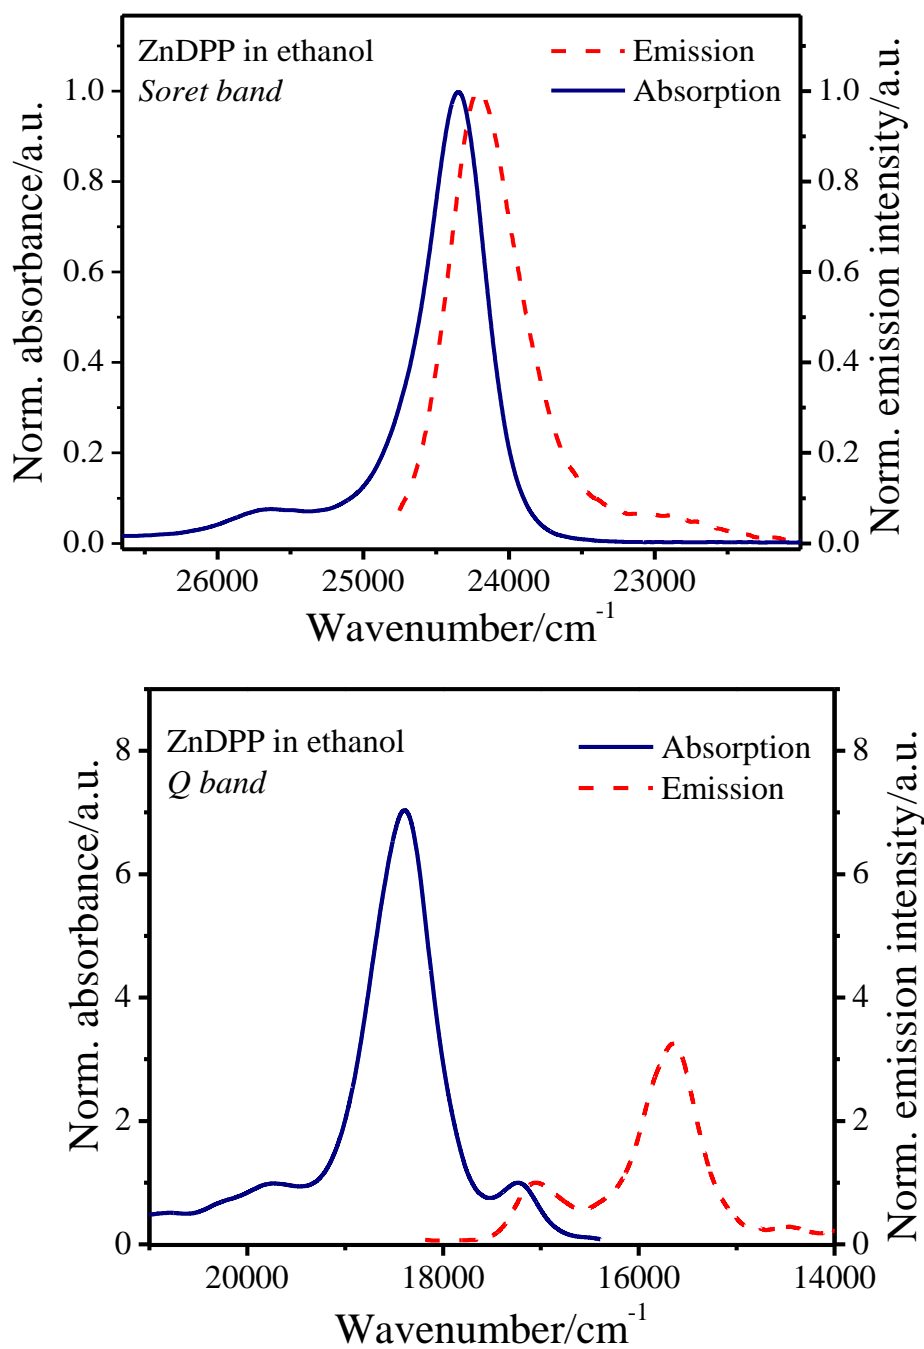 ZnDPP in ethanol
Soret band
Emission
Absorption
Norm. absorbance/a.u.
1.0
0.8
0.6
0.4
0.2
0.0
1.0
0.8
0.6
0.4
0.2
0.0
Norm. emission intensity/a.u.
26000 25000 24000 23000
Wavenumber/cm⁻¹
ZnDPP in ethanol
Q band
Absorption
Emission
Norm. absorbance/a.u.
8
6
4
2
0
8
6
4
2
0
Norm. emission intensity/a.u.
20000 18000 16000 14000
Wavenumber/cm⁻¹